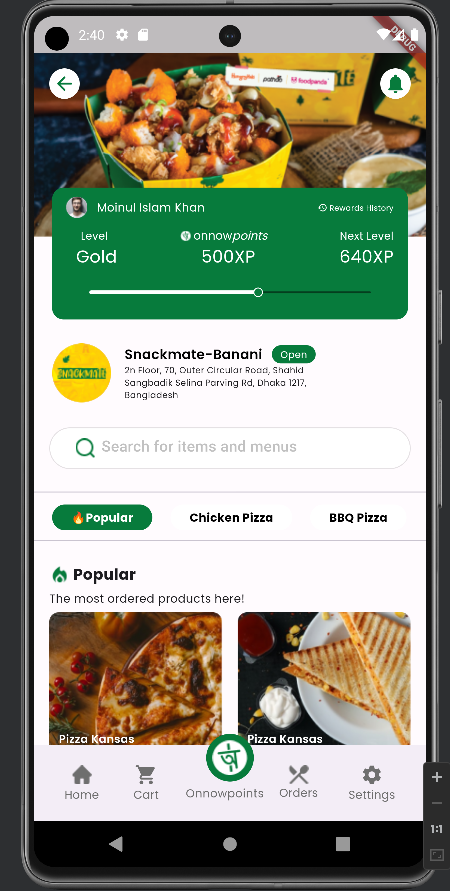 2:40
DEBUG
pathao
foodpanda
Moinul Islam Khan
Rewards History
Level
onnowpoints
Next Level
Gold
500XP
640XP
SNACKMATE
Snackmate-Banani
Open
2n Floor, 70, Outer Circular Road, Shahid
Sangbadik Selina Parving Rd, Dhaka 1217,
Bangladesh
Search for items and menus
🔥Popular
Chicken Pizza
BBQ Pizza
Popular
The most ordered products here!
Pizza Kansas
Pizza Kansas
Home
Cart
Onnowpoints
Orders
Settings
1:1